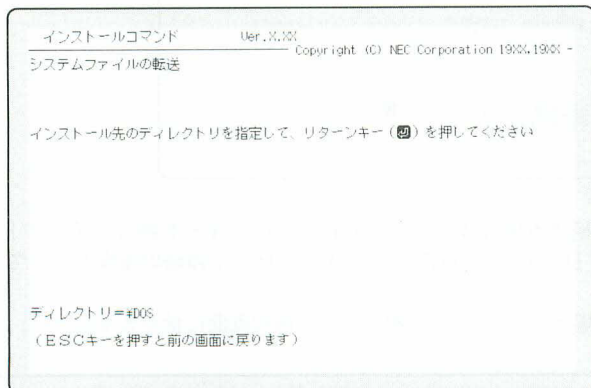 インストールコマンド Ver.X.XX
Copyright (C) NEC Corporation 19XX,19XX
システムファイルの転送
インストール先のディレクトリを指定して、リターンキー(↵)を押してください
ディレクトリ=¥DOS
(ESCキーを押すと前の画面に戻ります)